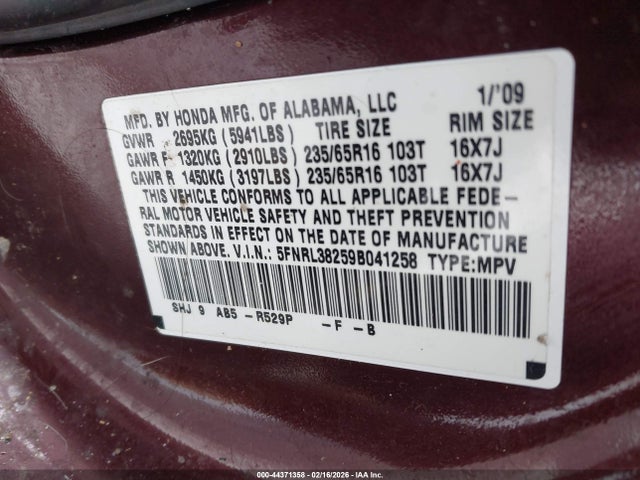 MFD. BY HONDA MFG. OF ALABAMA, LLC 1/'09
GVWR 2695KG (5941LBS) TIRE SIZE RIM SIZE
GAWR F 1320KG (2910LBS) 235/65R16 103T 16X7J
GAWR R 1450KG (3197LBS) 235/65R16 103T 16X7J
THIS VEHICLE CONFORMS TO ALL APPLICABLE FEDE-
RAL MOTOR VEHICLE SAFETY AND THEFT PREVENTION
STANDARDS IN EFFECT ON THE DATE OF MANUFACTURE
SHOWN ABOVE. V.I.N.: 5FNRL38259B041258 TYPE:MPV
SHJ 9 AB5 - R529P - F - B
000-44371358 - 02/16/2026 - IAAI.com